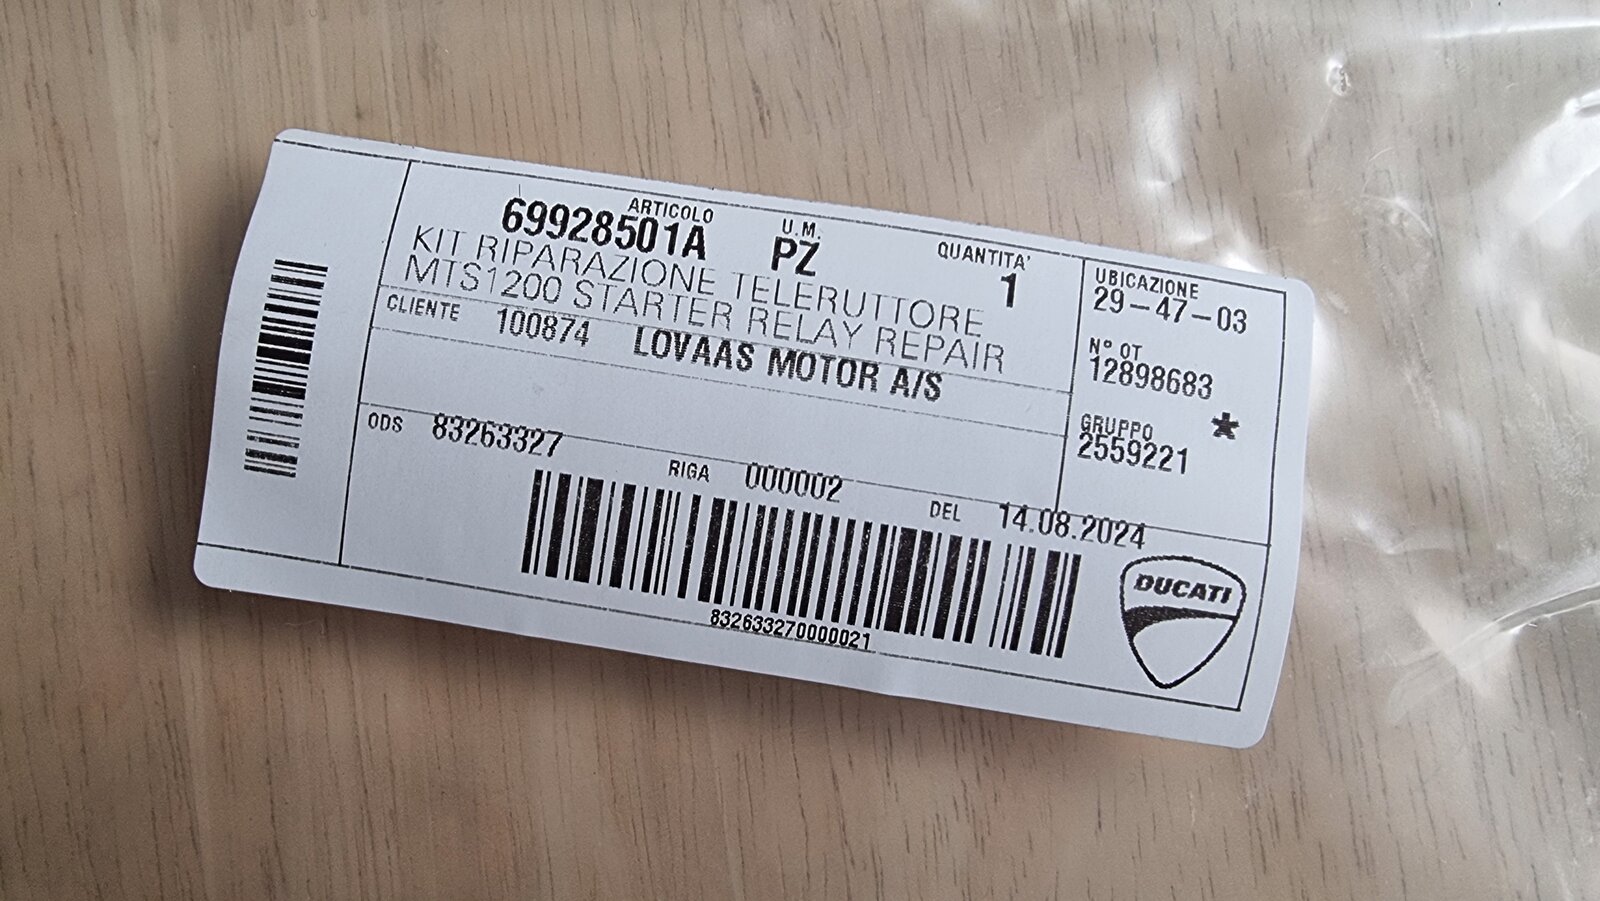 ARTICOLO U.M. QUANTITA'
69928501A PZ 1
KIT RIPARAZIONE TELERUTTORE
MTS1200 STARTER RELAY REPAIR
CLIENTE 100874 LOVAAS MOTOR A/S
ODS 83263327 RIGA 000002 DEL 14.08.2024
832633270000021
UBICAZIONE
29-47-03
N° OT
12898683
GRUPPO *
2559221
DUCATI